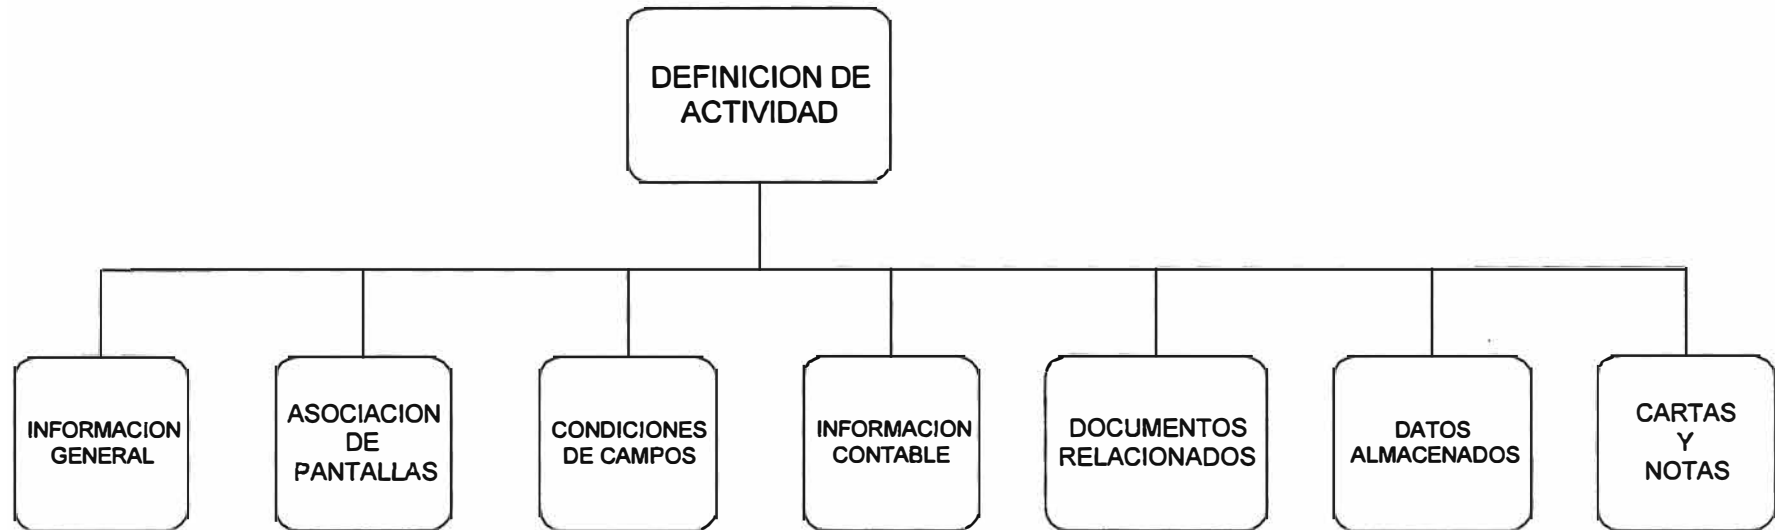 DEFINICION DE
ACTIVIDAD
INFORMACION
GENERAL
ASOCIACION
DE
PANTALLAS
CONDICIONES
DE CAMPOS
INFORMACION
CONTABLE
DOCUMENTOS
RELACIONADOS
DATOS
ALMACENADOS
CARTAS
Y
NOTAS